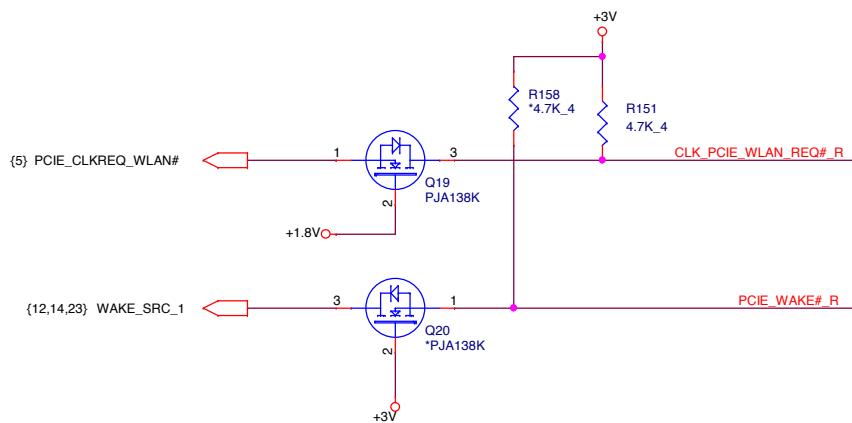 +3V
R158
*4.7K_4
R151
4.7K_4
{5} PCIE_CLKREQ_WLAN#
1
3
CLK_PCIE_WLAN_REQ#_R
Q19
PJA138K
2
+1.8V
{12,14,23} WAKE_SRC_1
3
1
PCIE_WAKE#_R
Q20
*PJA138K
2
+3V